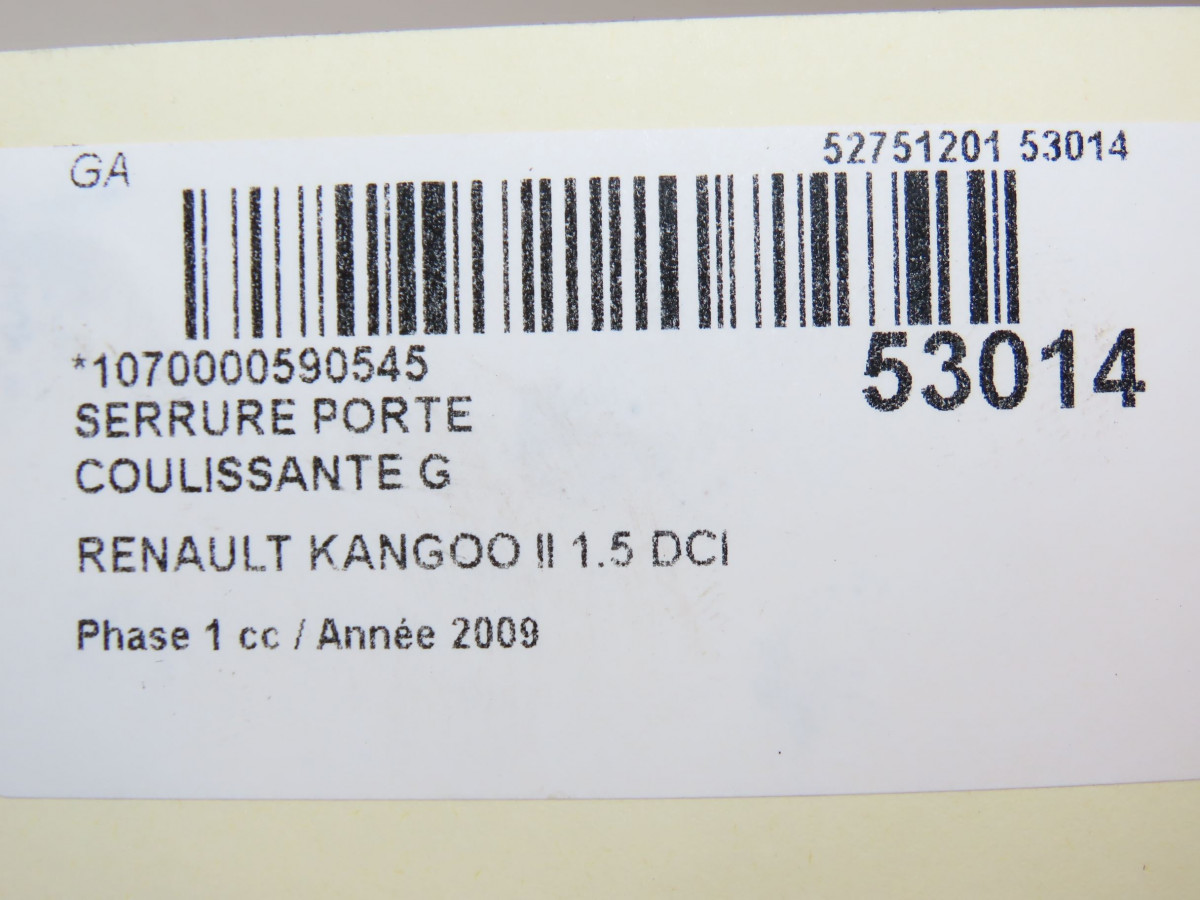 GA
52751201 53014
*1070000590545
53014
SERRURE PORTE
COULISSANTE G
RENAULT KANGOO II 1.5 DCI
Phase 1 cc / Année 2009